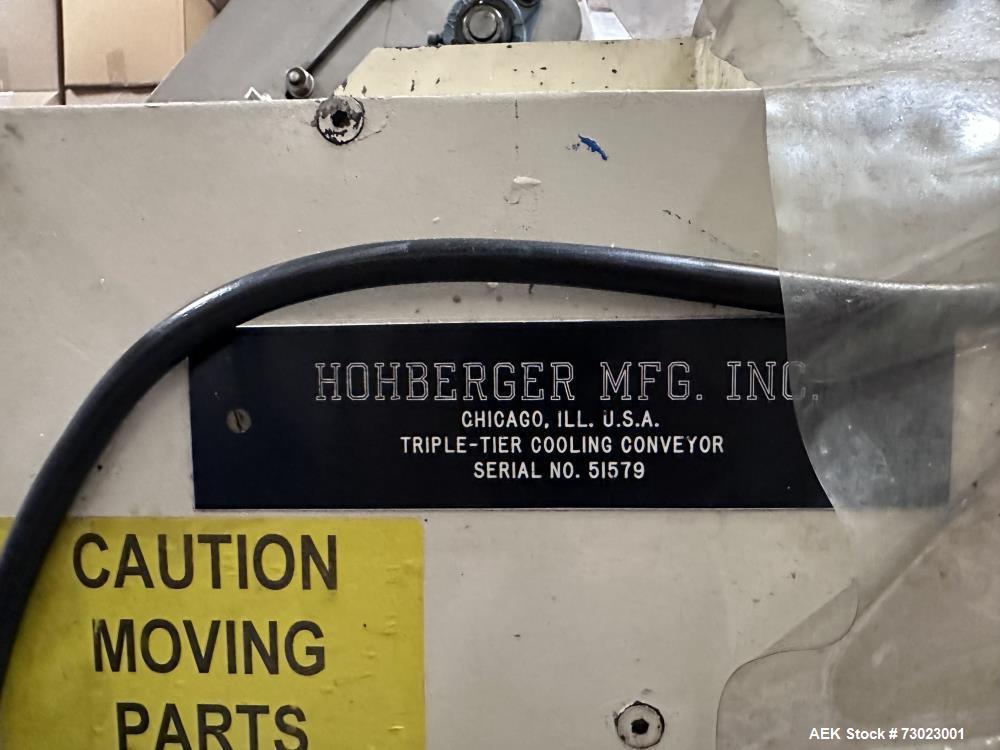 HOHBERGER MFG. INC.
CHICAGO, ILL. U.S.A.
TRIPLE-TIER COOLING CONVEYOR
SERIAL NO. 51579
CAUTION
MOVING
PARTS
AEK Stock # 73023001